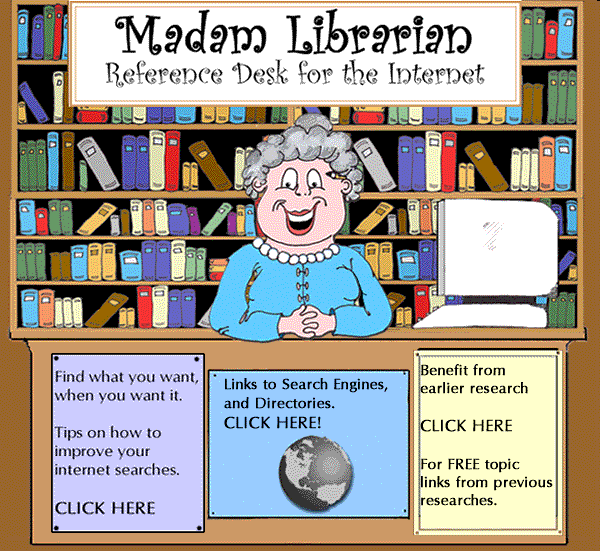 Madam Librarian
Reference Desk for the Internet
Find what you want,
when you want it.
Tips on how to
improve your
internet searches.
CLICK HERE
Links to Search Engines,
and Directories.
CLICK HERE!
Benefit from
earlier research
CLICK HERE
For FREE topic
links from previous
researches.